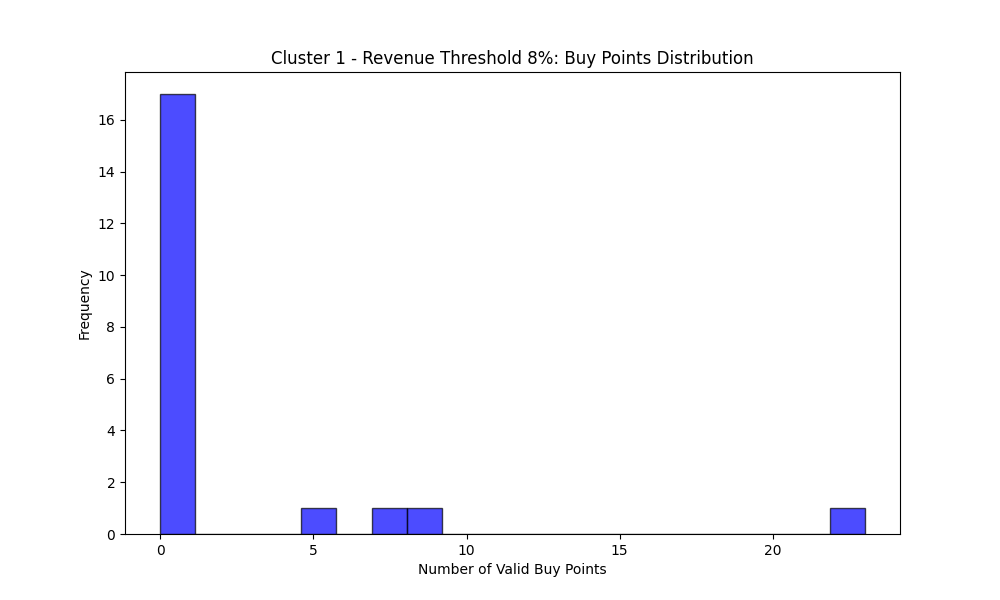 Cluster 1 - Revenue Threshold 8%: Buy Points Distribution
Frequency
16
14
12
10
8
6
4
2
0
0 5 10 15 20
Number of Valid Buy Points